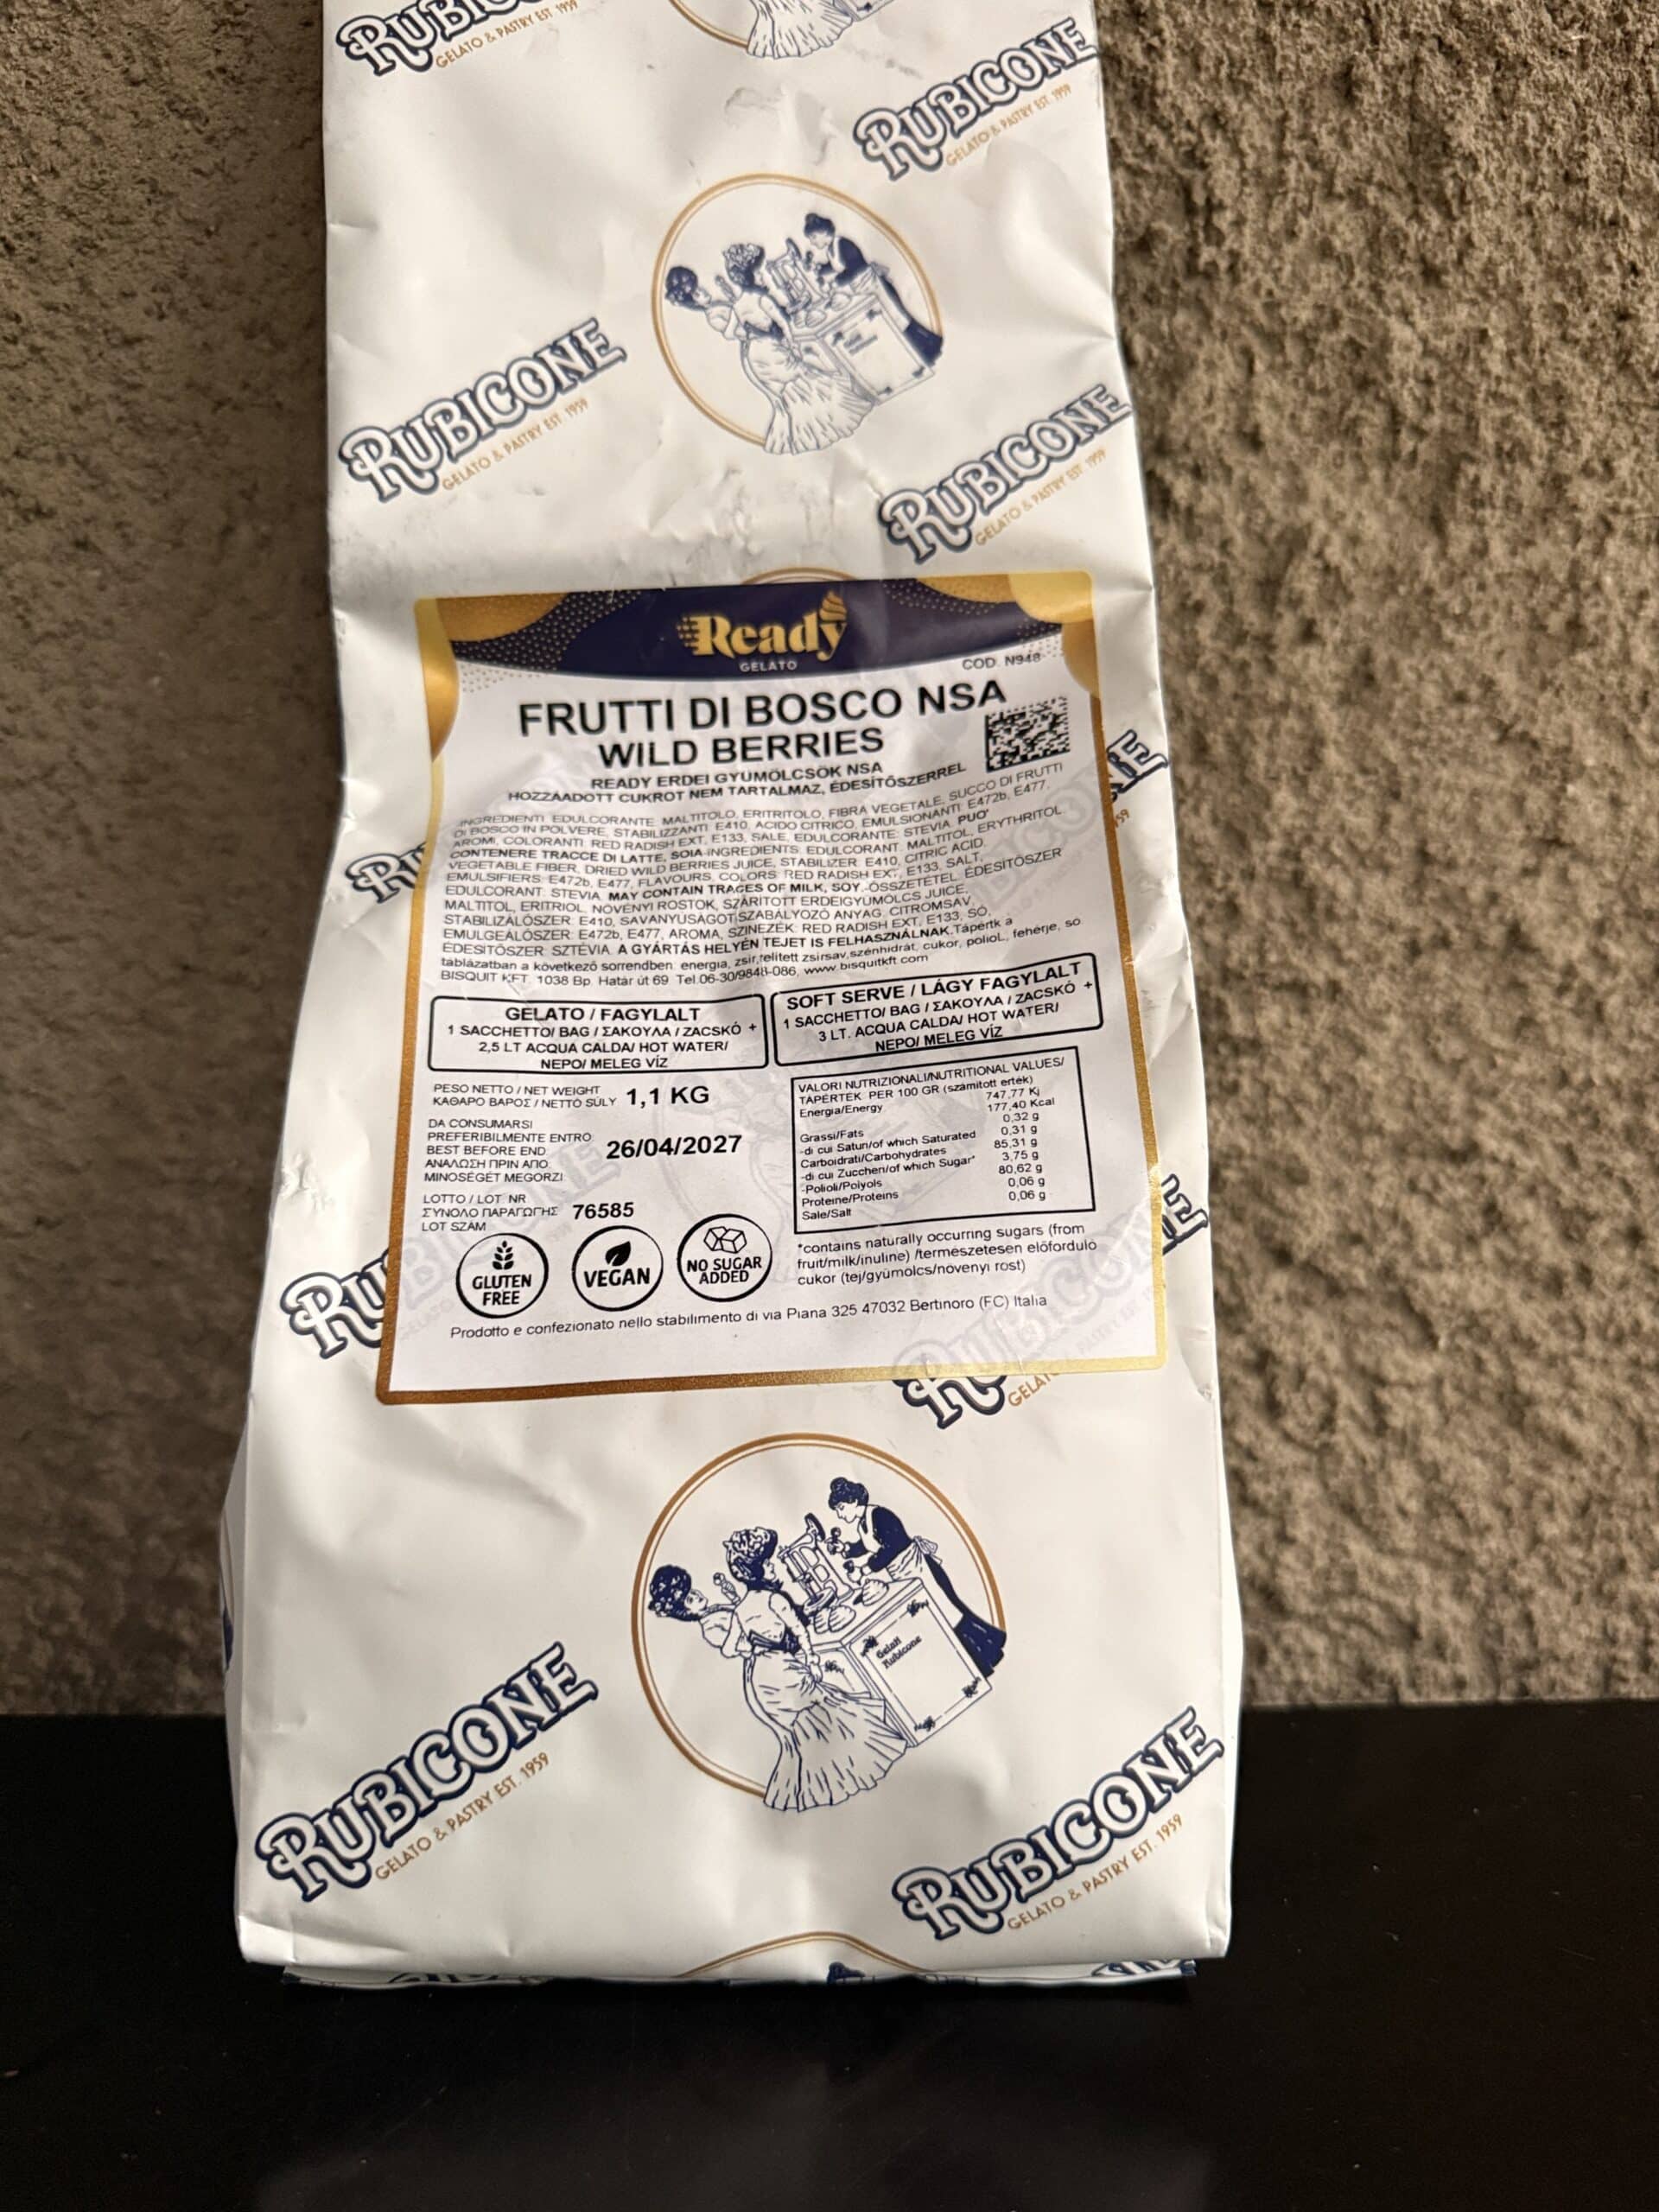 RUBICONE
GELATO & PASTRY EST. 1959
RUBICONE
GELATO & PASTRY EST. 1959
RUBICONE
GELATO & PASTRY EST. 1959
RUBICONE
GELATO & PASTRY EST. 1959
Ready
GELATO
COD. N948
FRUTTI DI BOSCO NSA
WILD BERRIES
READY ERDEI GYÜMÖLCSÖK NSA
HOZZÁADOTT CUKROT NEM TARTALMAZ, ÉDESÍTŐSZERREL
INGREDIENTI: EDULCORANTE: MALTITOLO, ERITRITOLO, FIBRA VEGETALE, SUCCO DI FRUTTI
DI BOSCO IN POLVERE, STABILIZZANTI: E410, ACIDO CITRICO, EMULSIONANTI: E472b, E477,
AROMI, COLORANTI: RED RADISH EXT, E133, SALE, EDULCORANTE: STEVIA. PUO'
CONTENERE TRACCE DI LATTE, SOIA INGREDIENTS: EDULCORANT: MALTITOL, ERYTHRITOL
VEGETABLE FIBER, DRIED WILD BERRIES JUICE, STABILIZER: E410, CITRIC ACID,
EMULSIFIERS: E472b, E477, FLAVOURS, COLORS: RED RADISH EX., E133, SALT,
EDULCORANT: STEVIA. MAY CONTAIN TRACES OF MILK, SOY. ÖSSZETÉTEL: ÉDESÍTŐSZER
MALTITOL, ERITRIOL, NÖVÉNYI ROSTOK, SZÁRÍTOTT ERDEIGYÜMÖLCS JUICE,
STABILIZÁLÓSZER: E410, SAVANYÚSÁGOT SZABÁLYOZÓ ANYAG: CITROMSAV,
EMULGEÁLÓSZER: E472b, E477, AROMA, SZINEZÉK: RED RADISH EXT, E133, SÓ,
ÉDESÍTŐSZER: SZTÉVIA. A GYÁRTÁS HELYÉN TEJET IS FELHASZNÁLNAK. Tápértk a
táblázatban a következő sorrendben: energia, zsír, telített zsírsav, szénhidrát, cukor, poliol, fehérje, só
BISQUIT KFT. 1038 Bp. Határ út 69. Tel.06-30/9848-086, www.bisquitkft.com
GELATO / FAGYLALT
1 SACCHETTO/ BAG / ΣΑΚΟΥΛΑ / ZACSKÓ +
2,5 LT ACQUA CALDA/ HOT WATER/
ΝΕΡΟ/ MELEG VÍZ
SOFT SERVE / LÁGY FAGYLALT
1 SACCHETTO/ BAG / ΣΑΚΟΥΛΑ / ZACSKÓ +
3 LT. ACQUA CALDA/ HOT WATER/
ΝΕΡΟ/ MELEG VÍZ
PESO NETTO / NET WEIGHT
ΚΑΘΑΡΟ ΒΑΡΟΣ / NETTÓ SÚLY 1,1 KG
DA CONSUMARSI
PREFERIBILMENTE ENTRO
BEST BEFORE END
ΑΝΑΛΩΣΗ ΠΡΙΝ ΑΠΟ
MINŐSÉGÉT MEGŐRZI
26/04/2027
LOTTO / LOT NR
ΣΥΝΟΛΟ ΠΑΡΑΓΩΓΗΣ 76585
LOT SZÁM
GLUTEN
FREE
VEGAN
NO SUGAR
ADDED
VALORI NUTRIZIONALI/NUTRITIONAL VALUES/
TÁPÉRTÉK PER 100 GR (számított érték)
Energia/Energy 747,77 Kj
177,40 Kcal
Grassi/Fats 0,32 g
-di cui Saturi/of which Saturated 0,31 g
Carboidrati/Carbohydrates 85,31 g
-di cui Zuccheri/of which Sugar* 3,75 g
-Polioli/Polyols 80,62 g
Proteine/Proteins 0,06 g
Sale/Salt 0,06 g
*contains naturally occurring sugars (from
fruit/milk/inuline) /természetesen előforduló
cukor (tej/gyümölcs/növényi rost)
Prodotto e confezionato nello stabilimento di via Piana 325 47032 Bertinoro (FC) Italia
Gelati
Rubicone
RUBICONE
GELATO & PASTRY EST. 1959
RUBICONE
GELATO & PASTRY EST. 1959